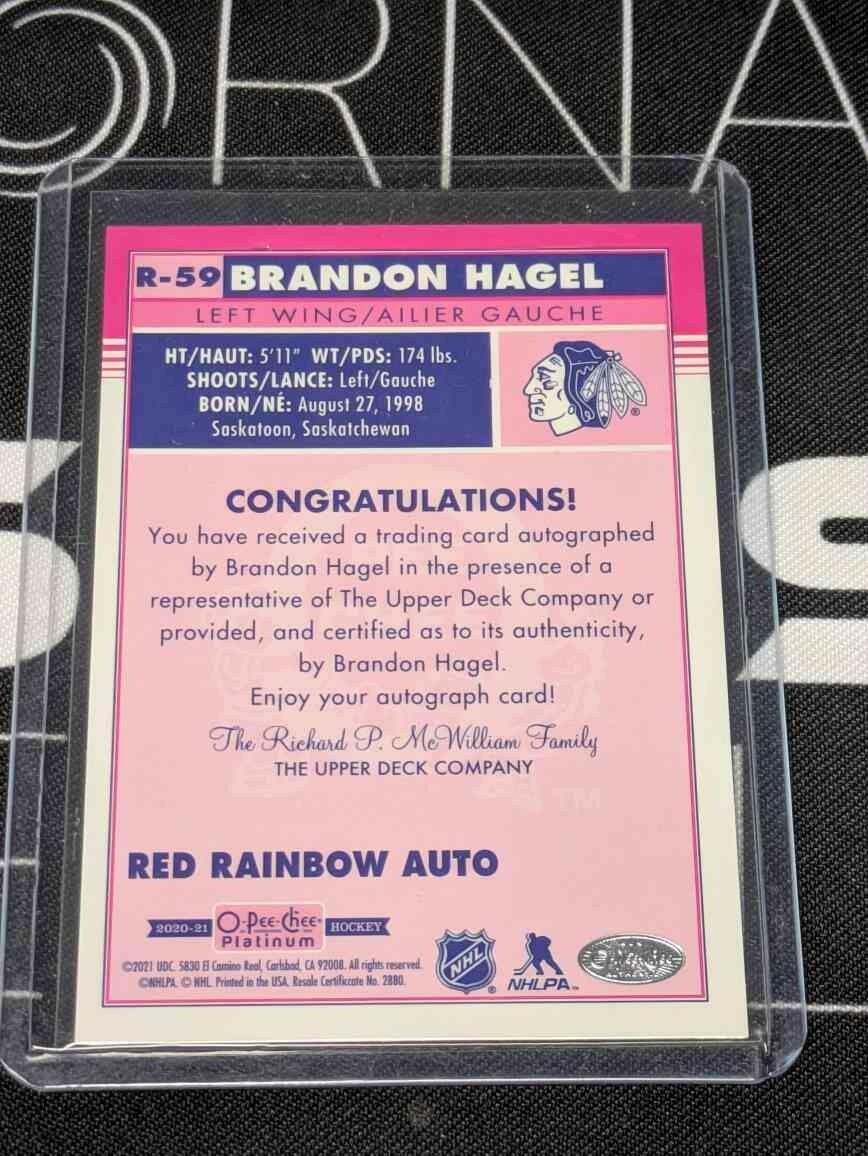 ORNA
R-59 BRANDON HAGEL
LEFT WING/AILIER GAUCHE
HT/HAUT: 5'11" WT/PDS: 174 lbs.
SHOOTS/LANCE: Left/Gauche
BORN/NÉ: August 27, 1998
Saskatoon, Saskatchewan
®
CONGRATULATIONS!
You have received a trading card autographed
by Brandon Hagel in the presence of a
representative of The Upper Deck Company or
provided, and certified as to its authenticity,
by Brandon Hagel.
Enjoy your autograph card!
The Richard P. McWilliam Family
THE UPPER DECK COMPANY
TM
RED RAINBOW AUTO
2020-21 O-Pee-Chee® Platinum HOCKEY
©2021 UDC. 5830 El Camino Real, Carlsbad, CA 92008. All rights reserved.
©NHLPA. © NHL. Printed in the USA. Resale Certificate No. 2880.
NHL®
NHLPA™